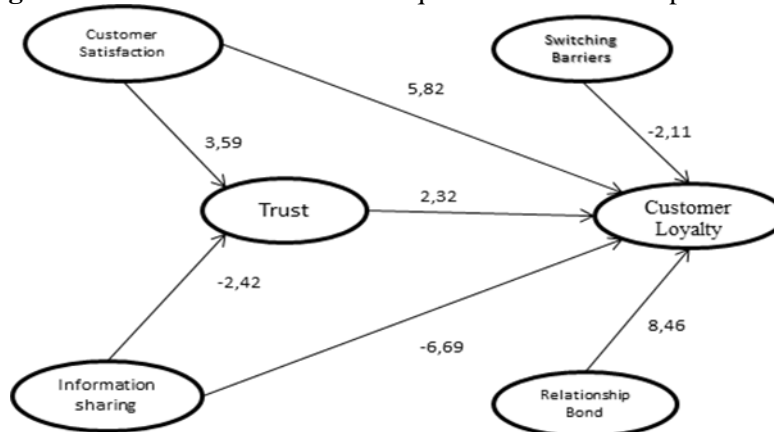 Customer
Satisfaction
Switching
Barriers
5,82
-2,11
3,59
Trust
2,32
Customer
Loyalty
-2,42
-6,69
8,46
Information
sharing
Relationship
Bond